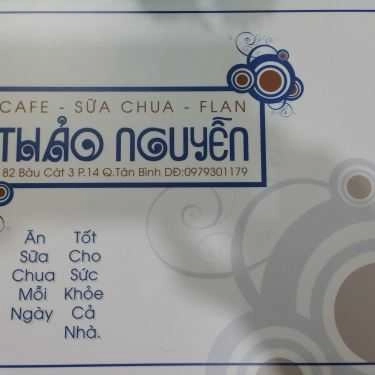 CAFE - SỮA CHUA - FLAN
THẢO NGUYỄN
82 Bàu Cát 3 P.14 Q.Tân Bình DĐ:0979301179
Ăn
Sữa
Chua
Mỗi
Ngày
Tốt
Cho
Sức
Khỏe
Cả
Nhà.